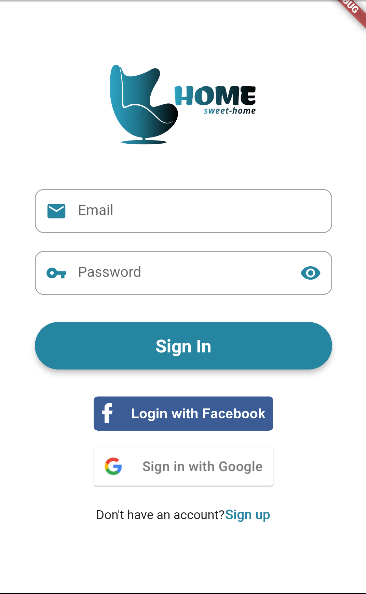 HOME
sweet-home
Email
Password
Sign In
Login with Facebook
Sign in with Google
Don't have an account?Sign up